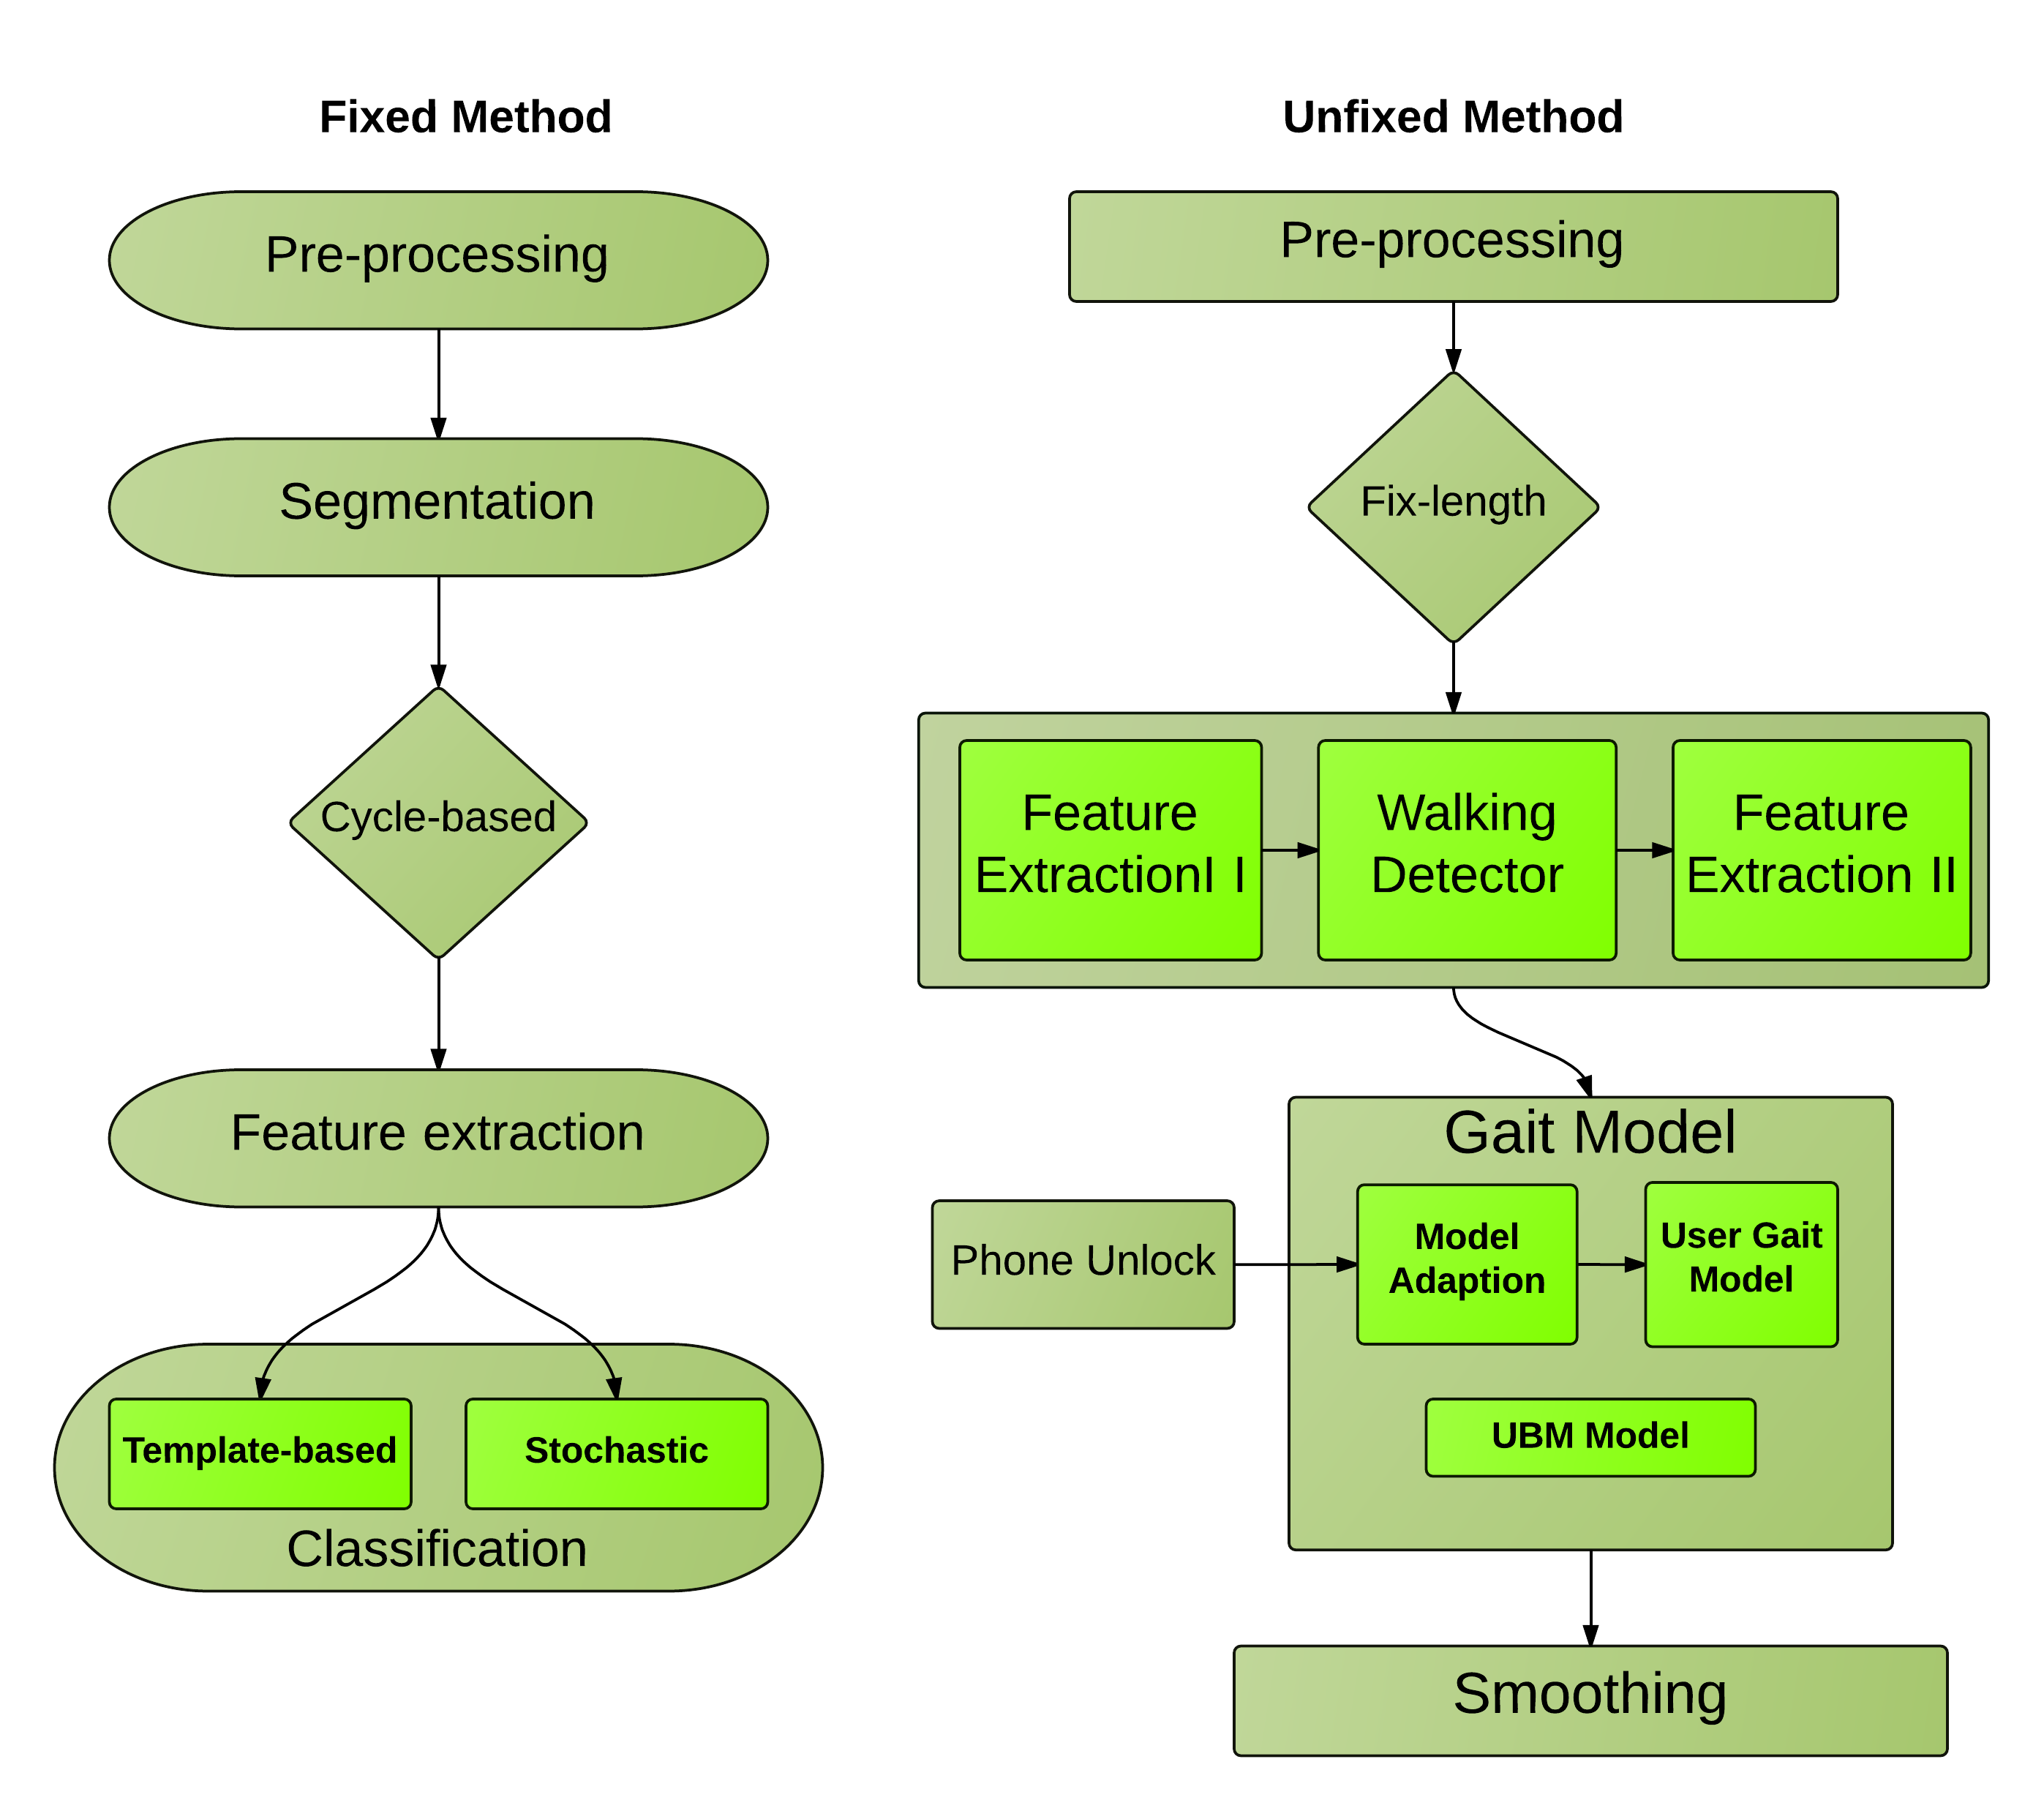 Fixed Method
Pre-processing
Segmentation
Cycle-based
Feature extraction
Template-based
Stochastic
Classification
Unfixed Method
Pre-processing
Fix-length
Feature
ExtractionI I
Walking
Detector
Feature
Extraction II
Gait Model
Phone Unlock
Model
Adaption
User Gait
Model
UBM Model
Smoothing